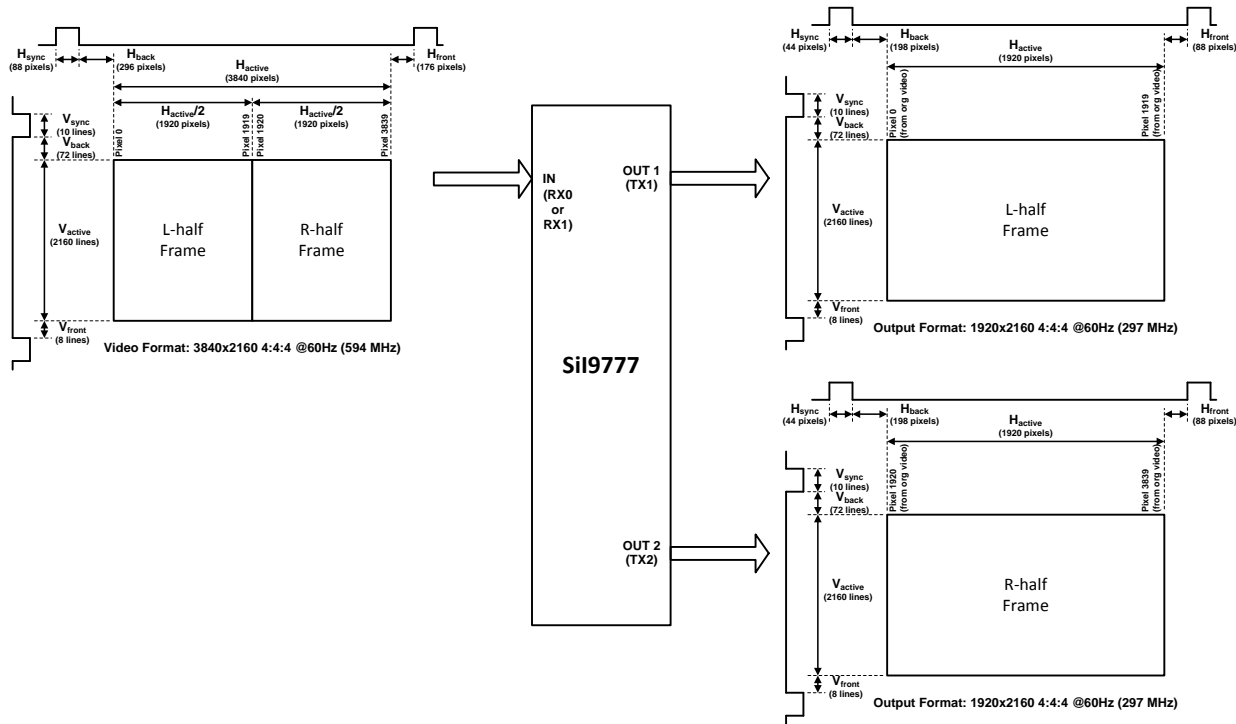 Hsync
(88 pixels)
Hback
(296 pixels)
Hfront
(176 pixels)
Hactive
(3840 pixels)
Hactive/2
(1920 pixels)
Hactive/2
(1920 pixels)
Pixel 0
Pixel 1919
Pixel 1920
Pixel 3839
Vsync
(10 lines)
Vback
(72 lines)
Vactive
(2160 lines)
Vfront
(8 lines)
L-half
Frame
R-half
Frame
Video Format: 3840x2160 4:4:4 @60Hz (594 MHz)
IN
(RX0
or
RX1)
OUT 1
(TX1)
SiI9777
OUT 2
(TX2)
Hsync
(44 pixels)
Hback
(198 pixels)
Hfront
(88 pixels)
Hactive
(1920 pixels)
Pixel 0
(from org video)
Pixel 1919
(from org video)
Vsync
(10 lines)
Vback
(72 lines)
Vactive
(2160 lines)
Vfront
(8 lines)
L-half
Frame
Output Format: 1920x2160 4:4:4 @60Hz (297 MHz)
Hsync
(44 pixels)
Hback
(198 pixels)
Hfront
(88 pixels)
Hactive
(1920 pixels)
Pixel 1920
(from org video)
Pixel 3839
(from org video)
Vsync
(10 lines)
Vback
(72 lines)
Vactive
(2160 lines)
Vfront
(8 lines)
R-half
Frame
Output Format: 1920x2160 4:4:4 @60Hz (297 MHz)